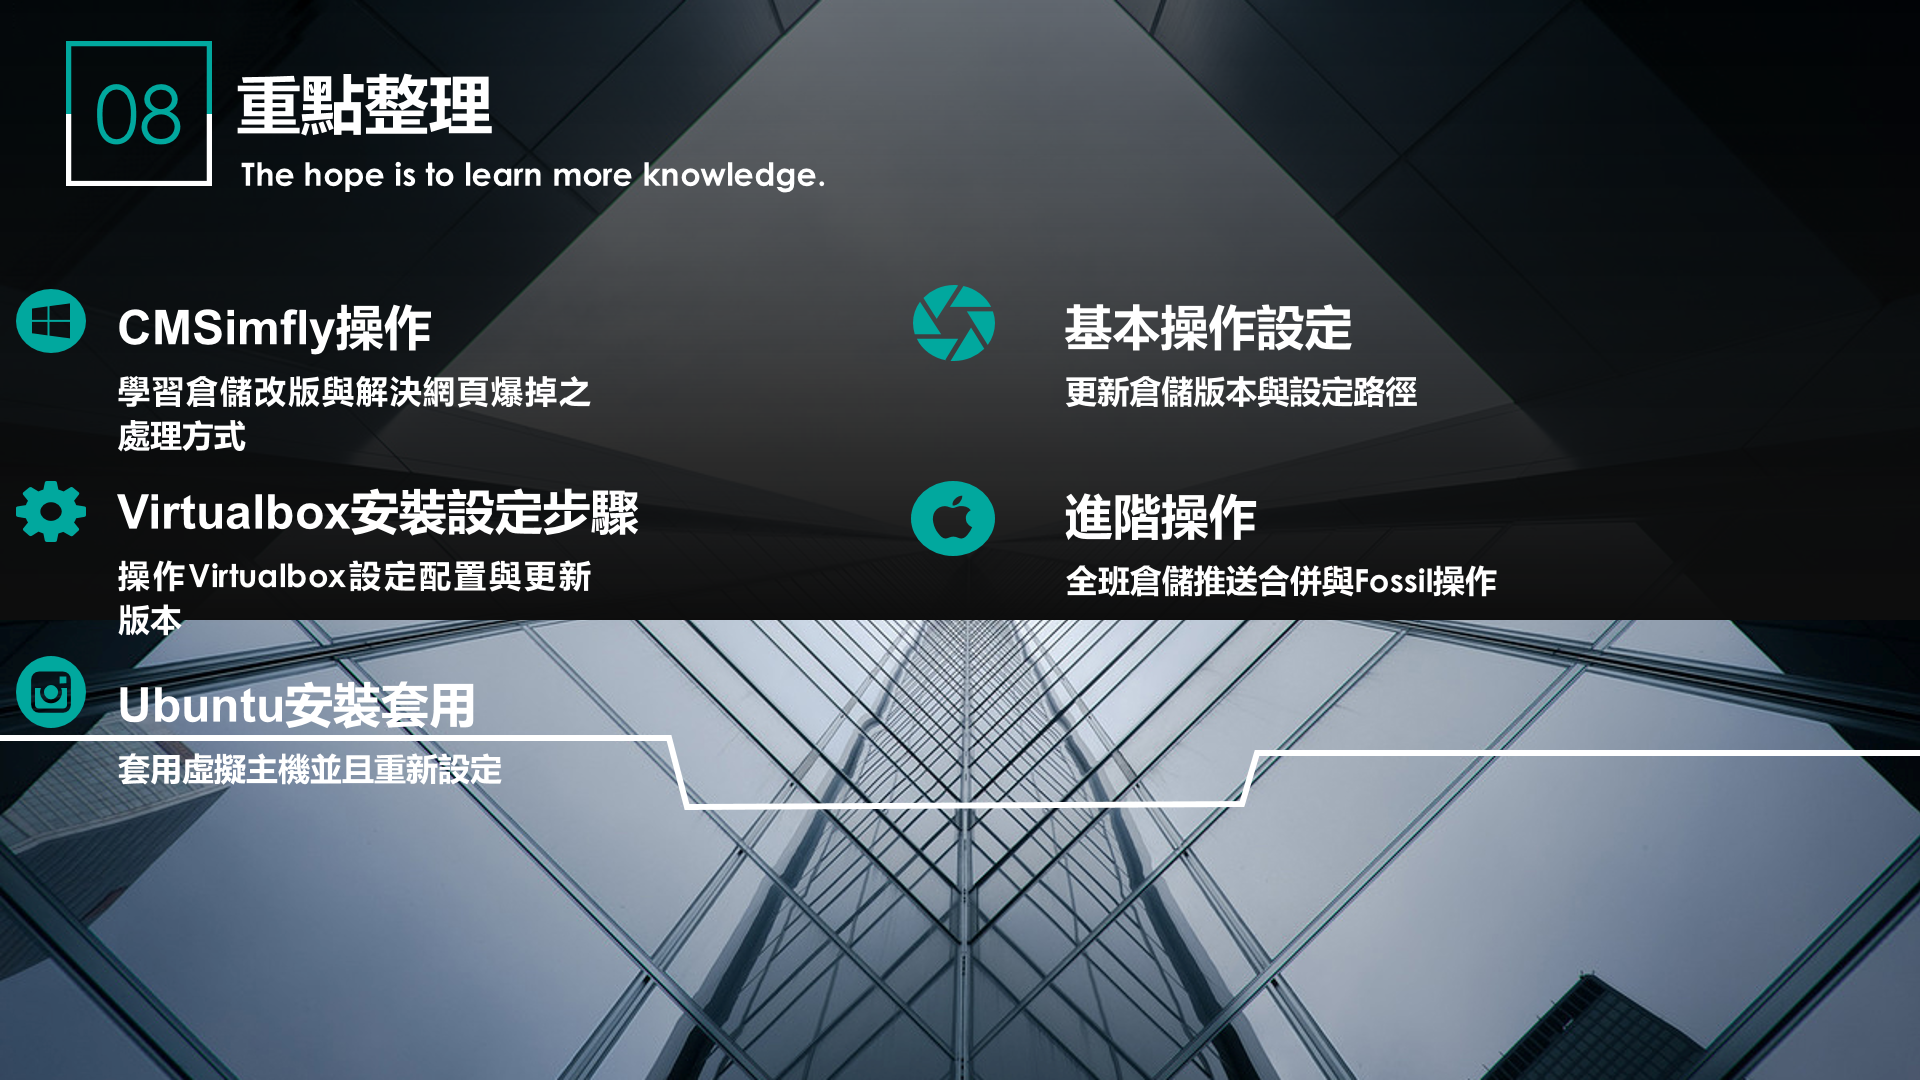 08
重點整理
The hope is to learn more knowledge.
CMSimfly操作
學習倉儲改版與解決網頁爆掉之
處理方式
Virtualbox安裝設定步驟
操作Virtualbox設定配置與更新
版本
Ubuntu安裝套用
套用虛擬主機並且重新設定
基本操作設定
更新倉儲版本與設定路徑
進階操作
全班倉儲推送合併與Fossil操作